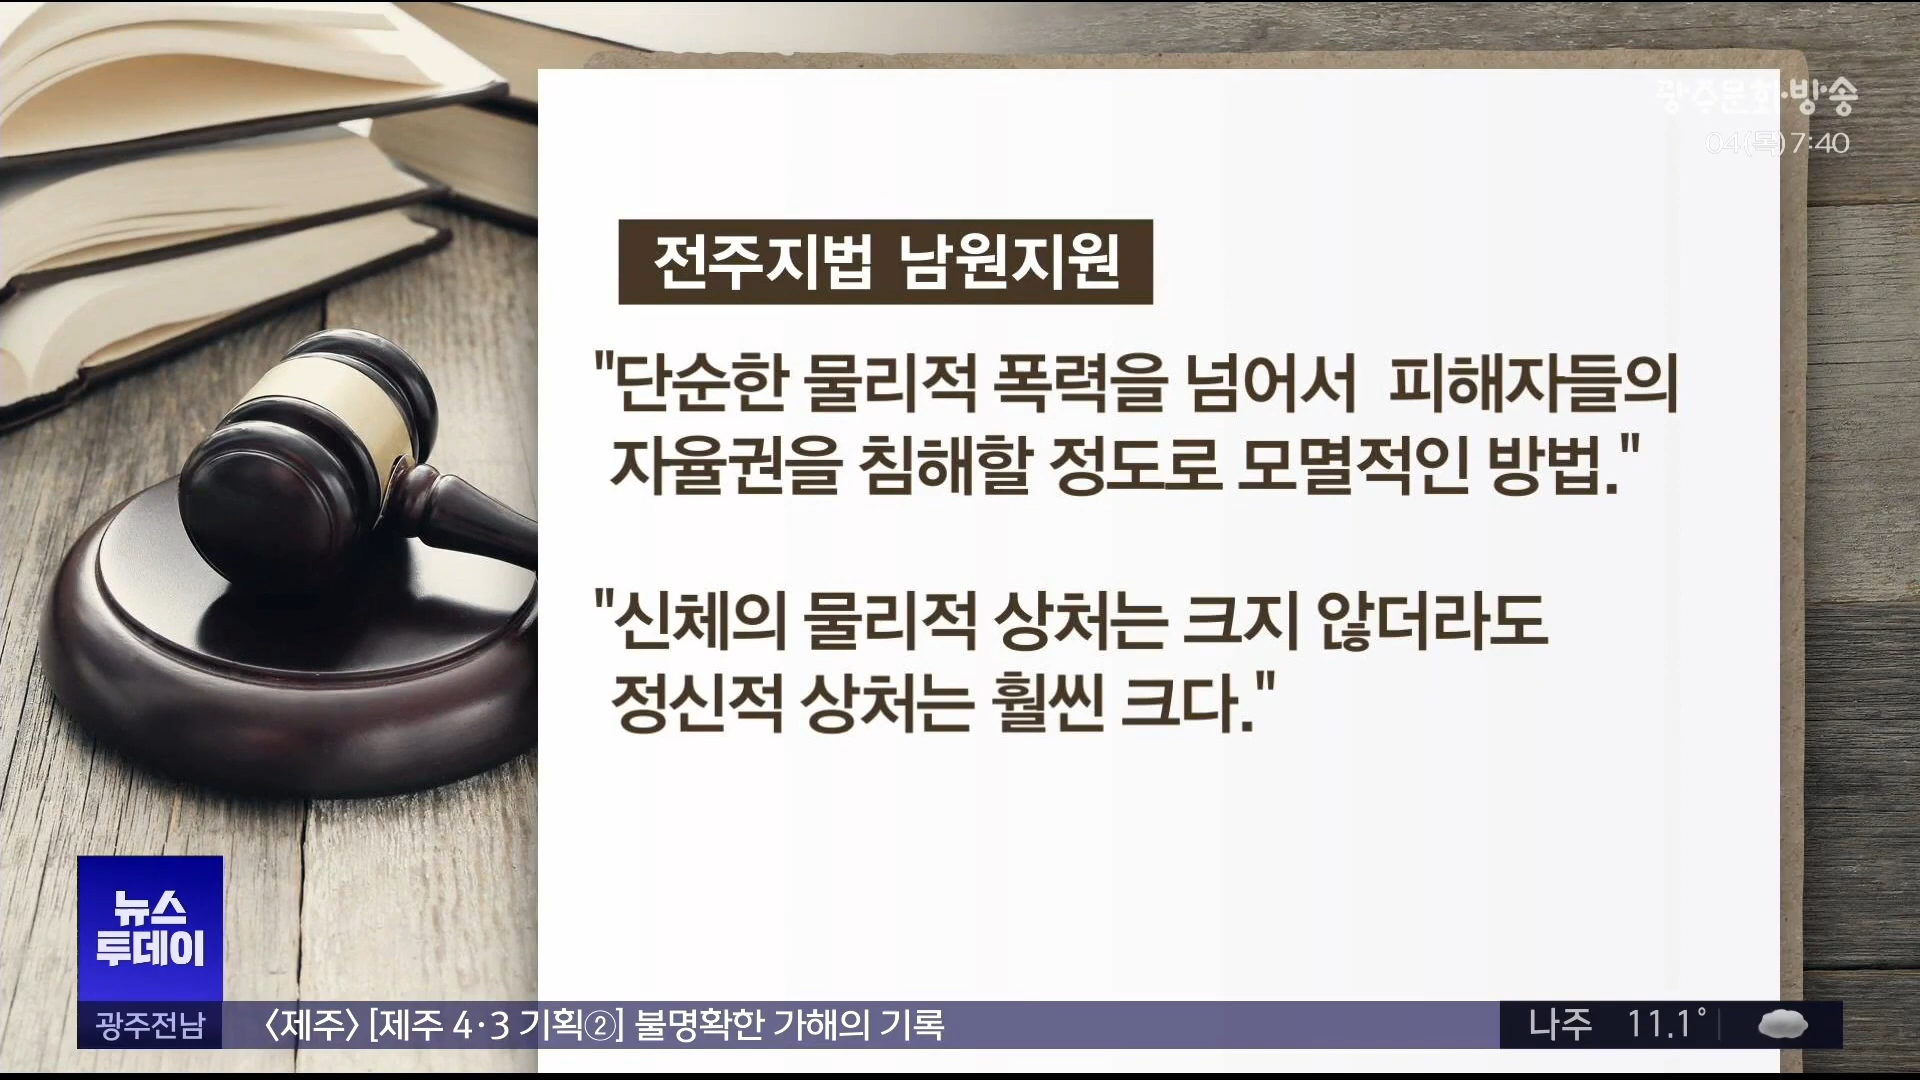 광주문화방송
04(목) 7:40
전주지법 남원지원
"단순한 물리적 폭력을 넘어서 피해자들의
자율권을 침해할 정도로 모멸적인 방법."
"신체의 물리적 상처는 크지 않더라도
정신적 상처는 훨씬 크다."
뉴스
투데이
광주전남 〈제주〉 [제주 4·3 기획②] 불명확한 가해의 기록 나주 11.1°